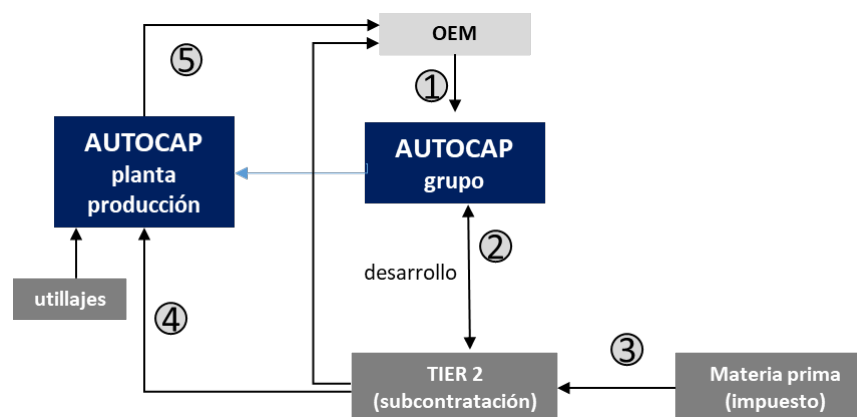 OEM
5
1
AUTOCAP
planta
producción
AUTOCAP
grupo
2
desarrollo
utillajes
4
3
TIER 2
(subcontratación)
Materia prima
(impuesto)